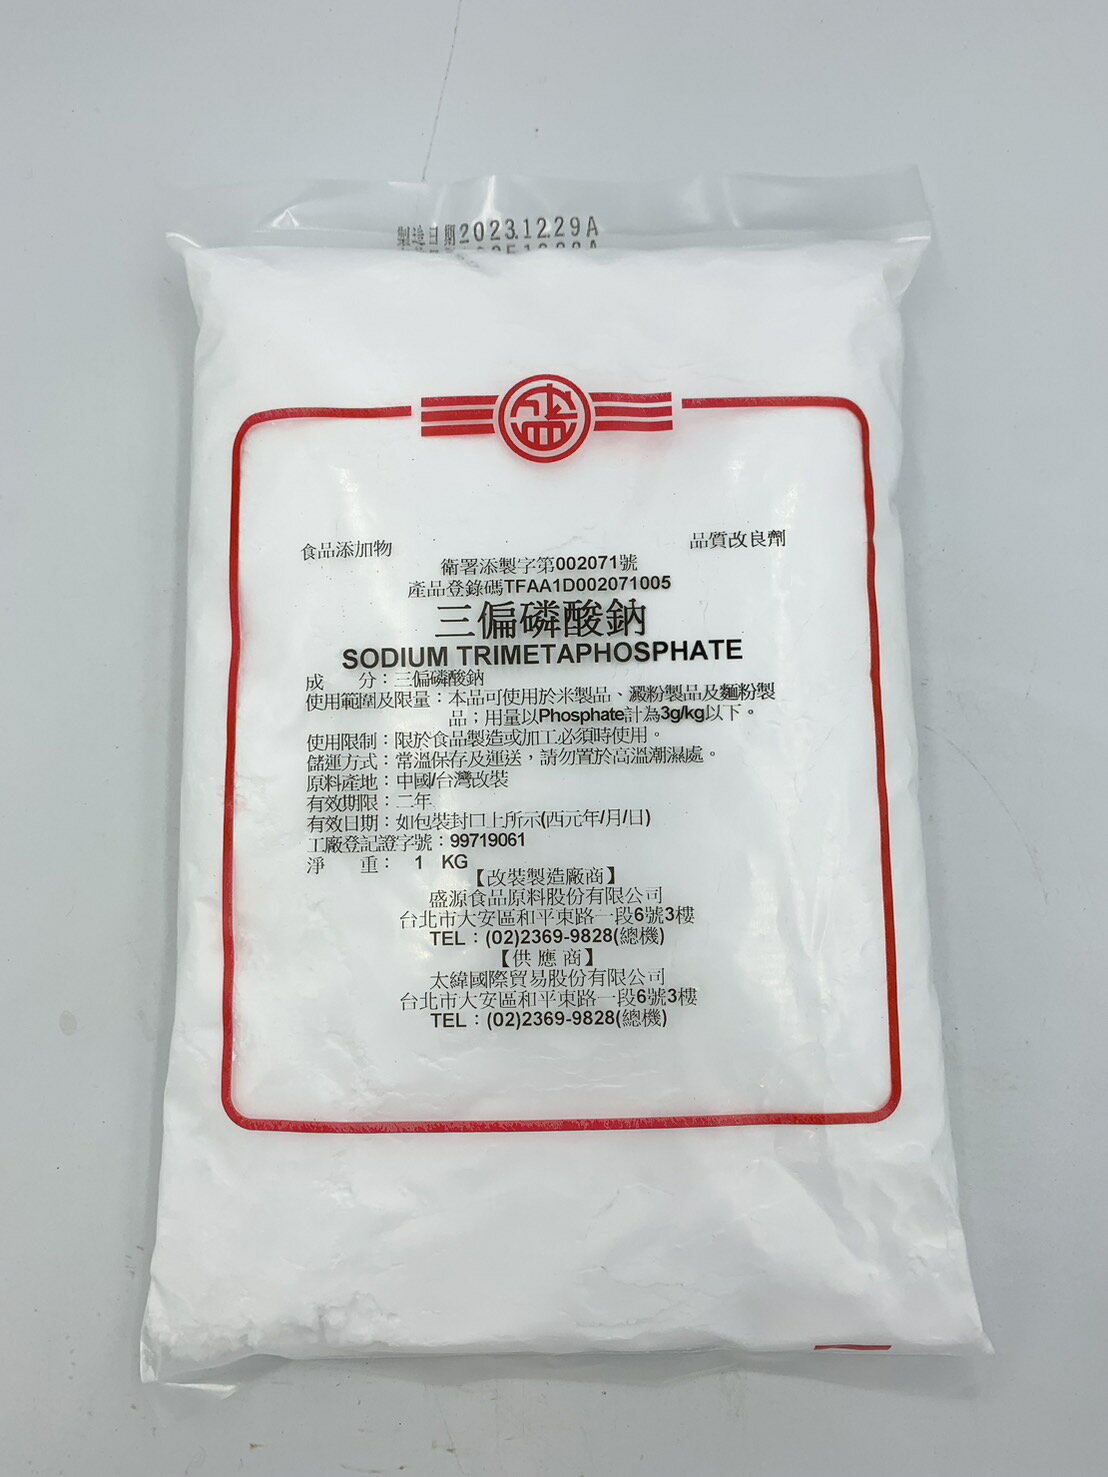 製造日期2023.12.29A
食品添加物
品質改良劑
衛署添製字第002071號
產品登錄碼TFAA1D002071005
三偏磷酸鈉
SODIUM TRIMETAPHOSPHATE
成　　分：三偏磷酸鈉
使用範圍及限量：本品可使用於米製品、澱粉製品及麵粉製
品；用量以Phosphate計為3g/kg以下。
使用限制：限於食品製造或加工必須時使用。
儲運方式：常溫保存及運送，請勿置於高溫潮濕處。
原料產地：中國/台灣改裝
有效期限：二年
有效日期：如包裝封口上所示(西元年/月/日)
工廠登記證字號：99719061
淨　　重：　1　KG
【改裝製造廠商】
盛源食品原料股份有限公司
台北市大安區和平東路一段6號3樓
TEL：(02)2369-9828(總機)
【供 應 商】
太緯國際貿易股份有限公司
台北市大安區和平東路一段6號3樓
TEL：(02)2369-9828(總機)